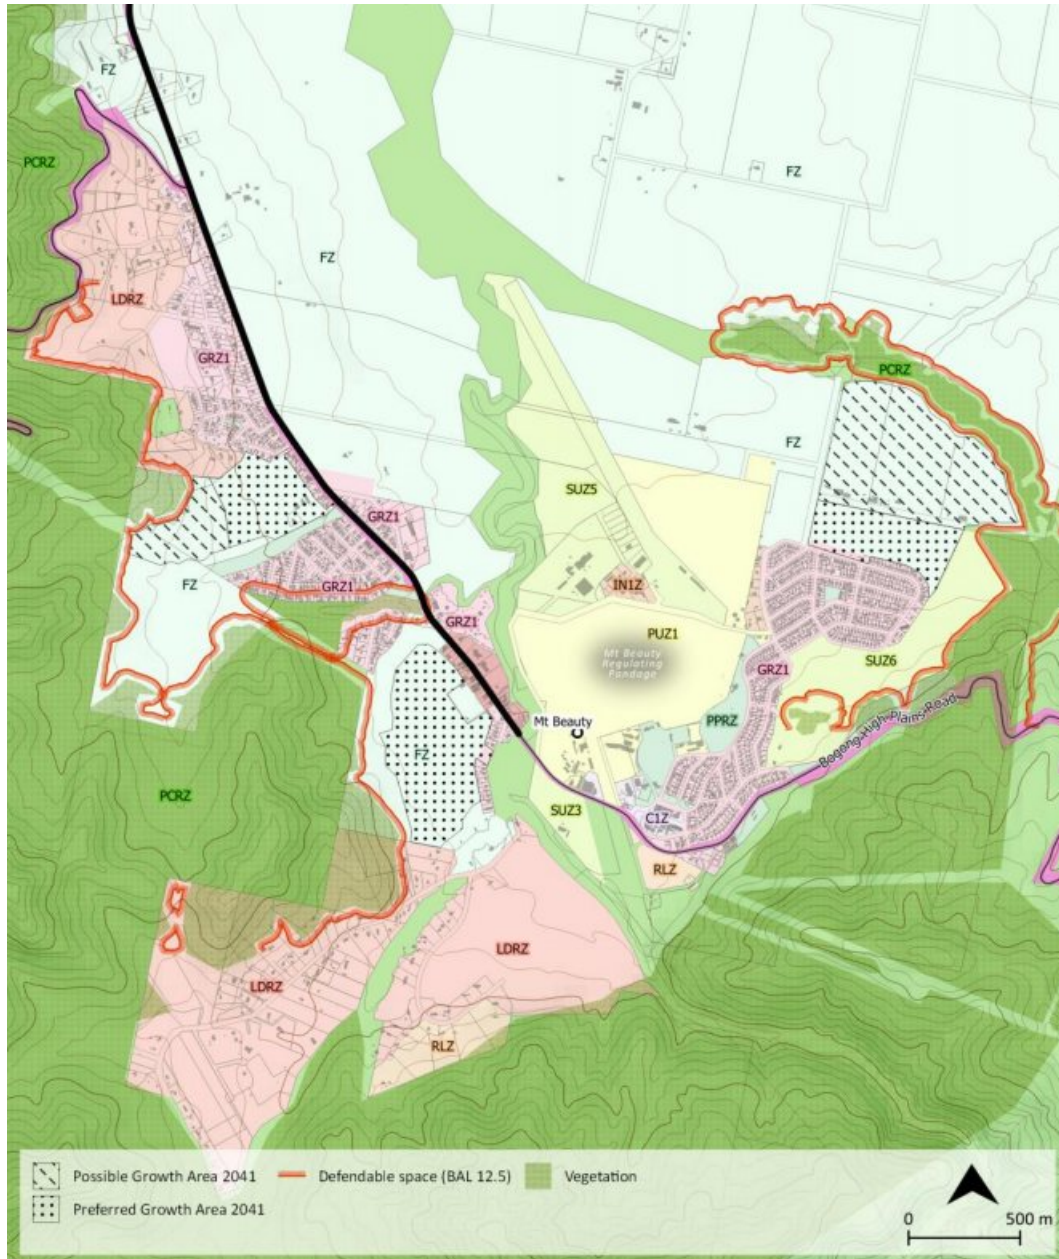 FZ
PCRZ
FZ
FZ
LDRZ
GRZ1
PCRZ
FZ
SUZ5
GRZ1
IN1Z
FZ
GRZ1
GRZ1
PUZ1
Mt Beauty
Regulating
Pondage
GRZ1
SUZ6
PPRZ
Mt Beauty
Bogong High Plains Road
FZ
PCRZ
SUZ3
C1Z
RLZ
LDRZ
LDRZ
RLZ
Possible Growth Area 2041
Defendable space (BAL 12.5)
Vegetation
Preferred Growth Area 2041
0 500 m